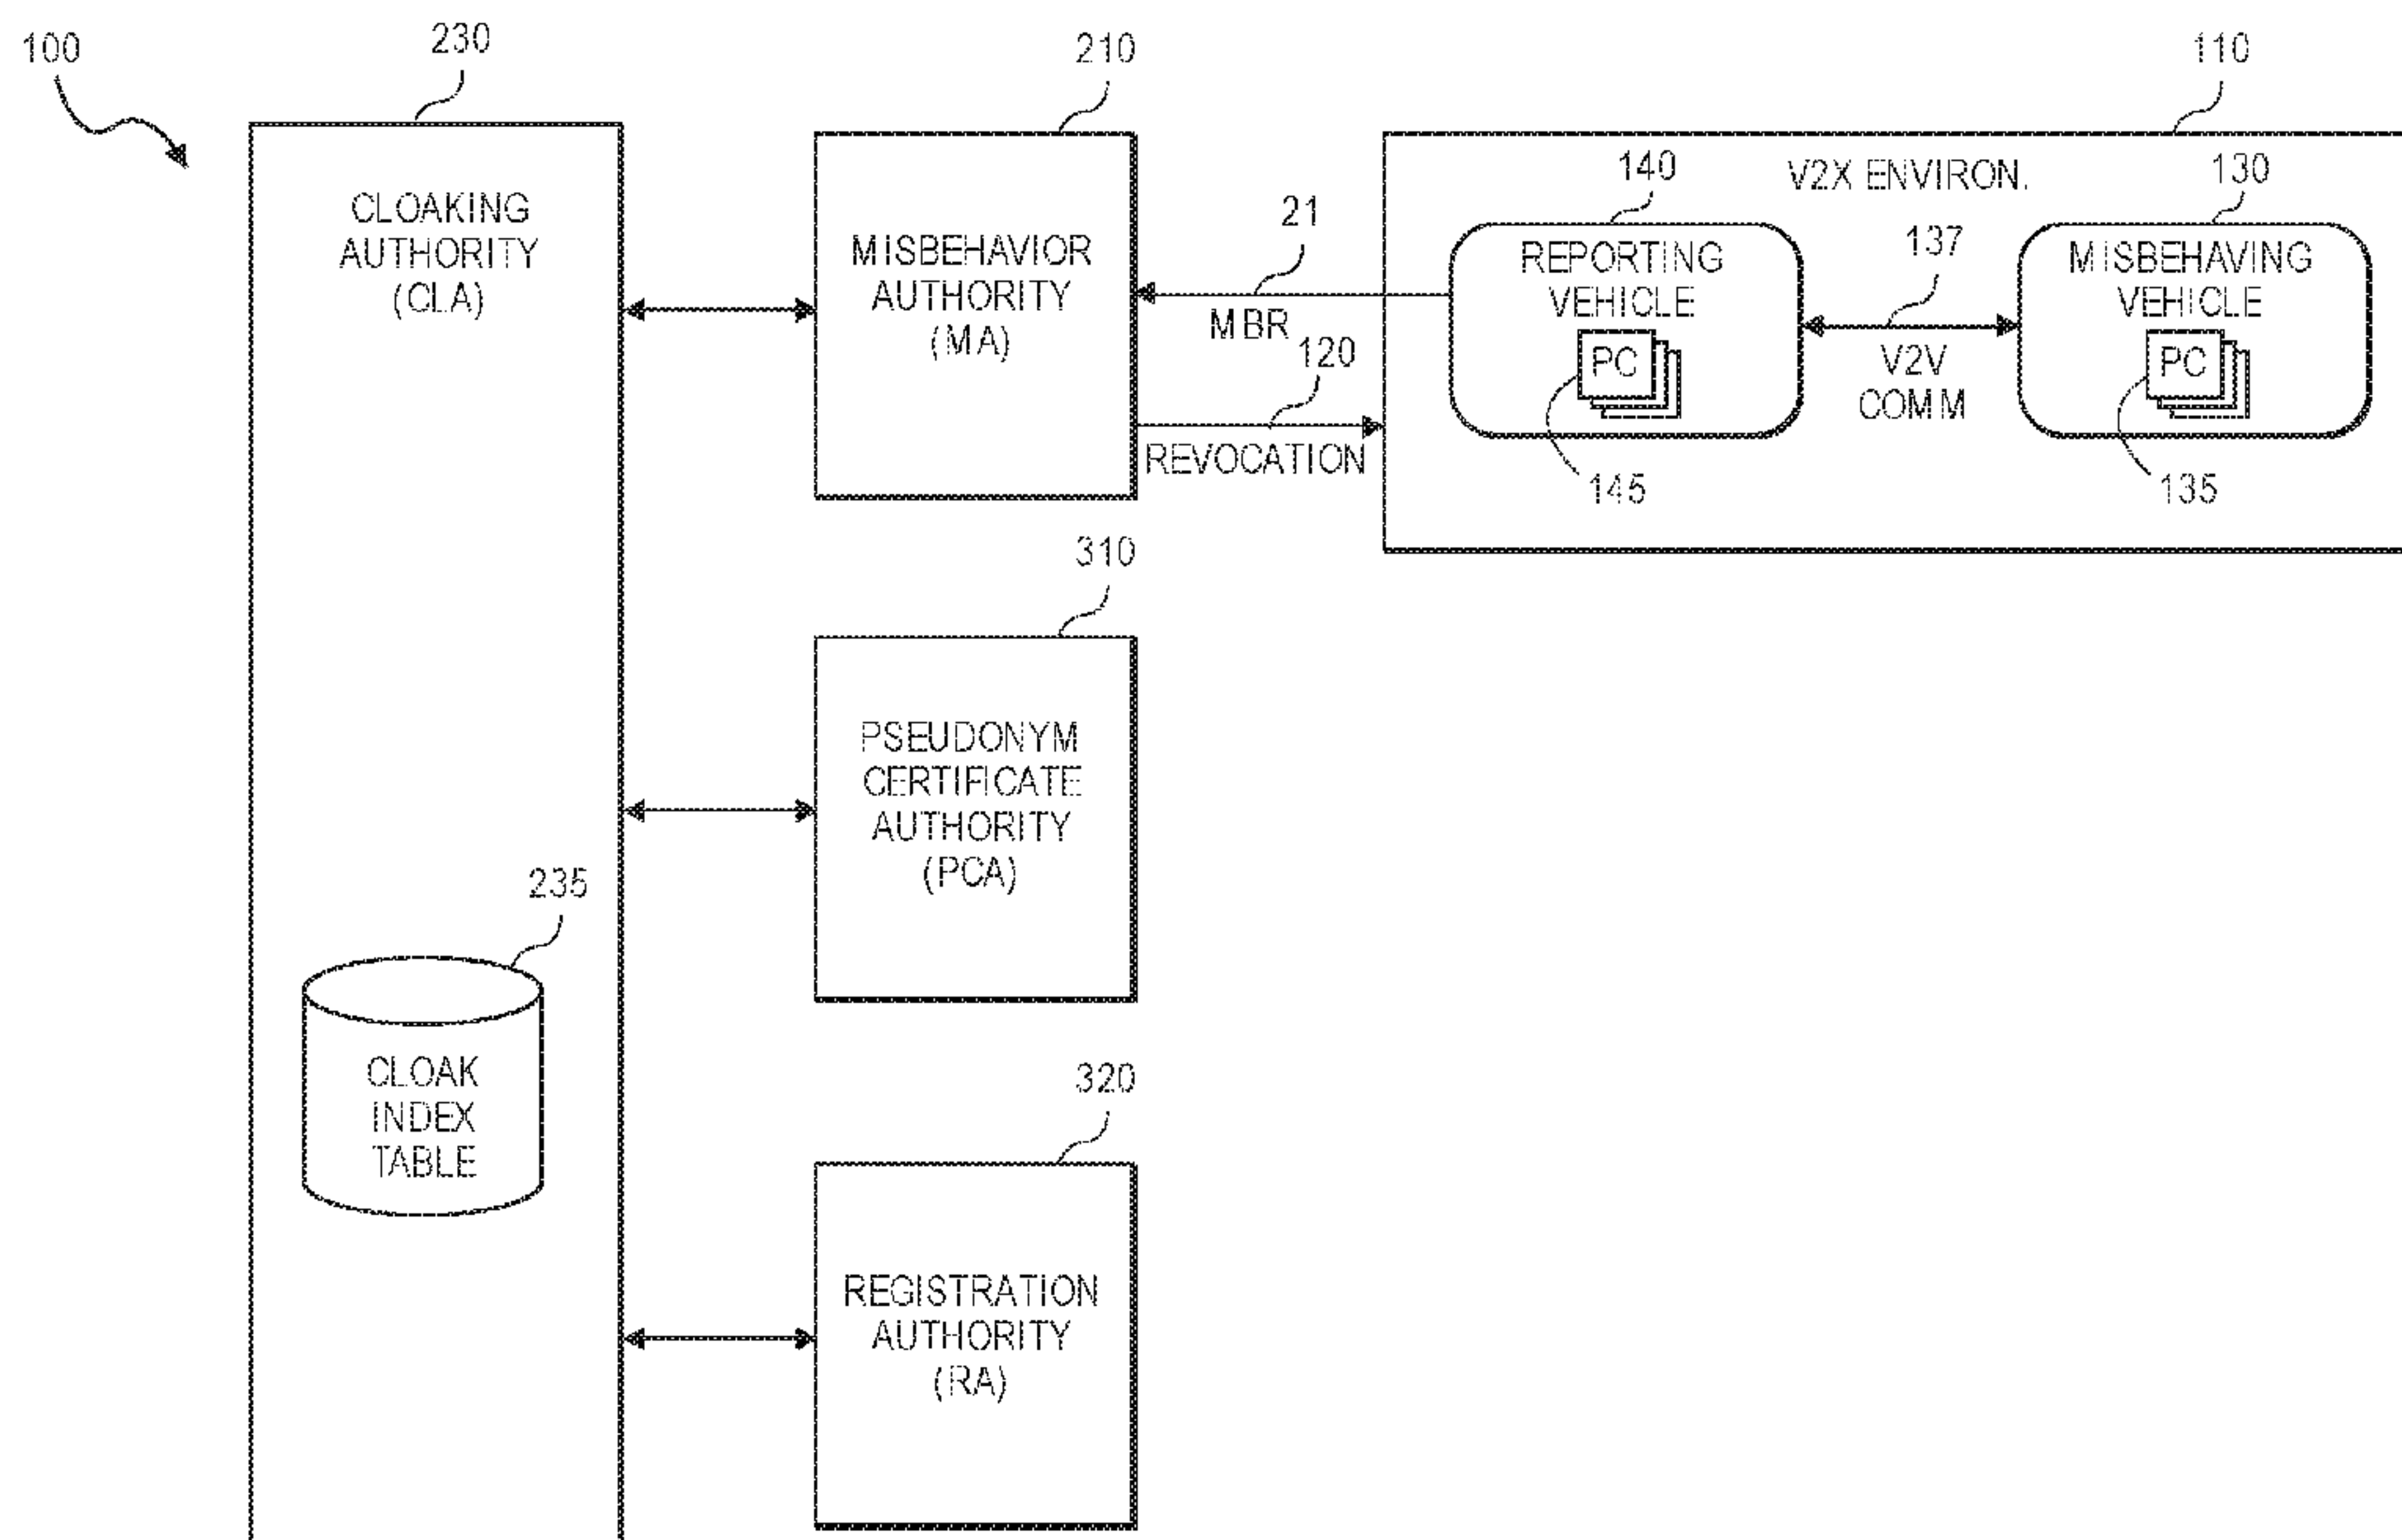 100
230
210
110
CLOAKING
AUTHORITY
(CLA)
MISBEHAVIOR
AUTHORITY
(MA)
21
MBR
120
REVOCATION
V2X ENVIRON.
140
130
REPORTING
VEHICLE
PC
145
137
V2V
COMM
MISBEHAVING
VEHICLE
PC
135
310
PSEUDONYM
CERTIFICATE
AUTHORITY
(PCA)
235
CLOAK
INDEX
TABLE
320
REGISTRATION
AUTHORITY
(RA)